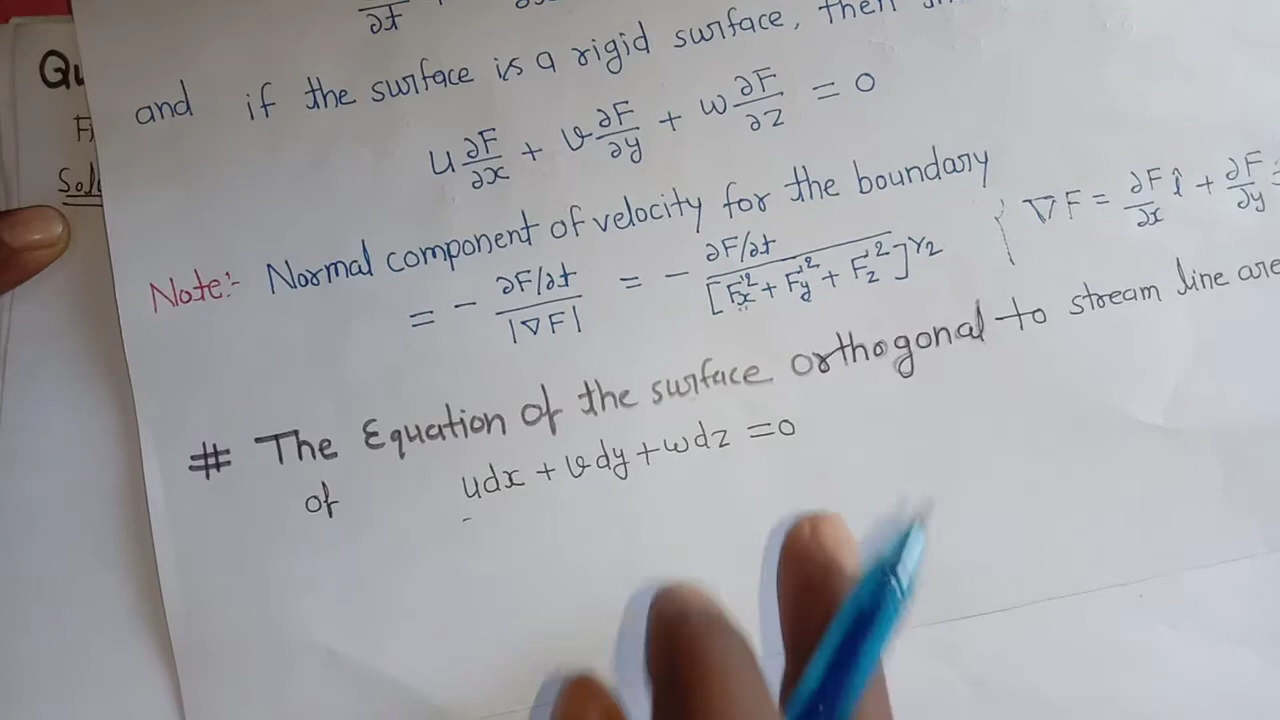 ∂t
and if the surface is a rigid surface, then
u ∂F/∂x + v ∂F/∂y + w ∂F/∂z = 0
Note:- Normal component of velocity for the boundary
= - ∂F/∂t / |∇F| = - ∂F/∂t / [Fx² + Fy² + Fz²]^1/2
∇F = ∂F/∂x î + ∂F/∂y
# The Equation of the surface orthogonal to stream line are
of udx + vdy + wdz = 0